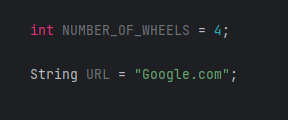 int NUMBER_OF_WHEELS = 4;
String URL = "Google.com";